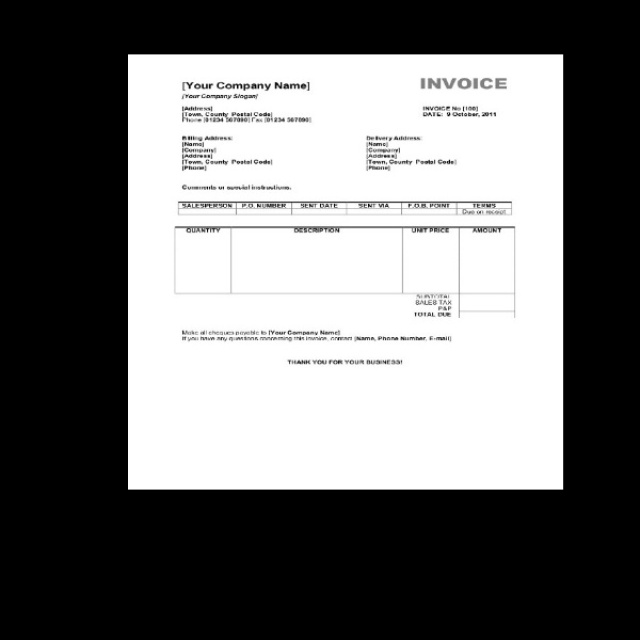 [Your Company Name]
INVOICE
[Your Company Slogan]
[Address]
[Town, County Postal Code]
Phone [01234 567890] Fax [01234 567890]
INVOICE No [100]
DATE: 9 October, 2011
Billing Address:
[Name]
[Company]
[Address]
[Town, County Postal Code]
[Phone]
Delivery Address:
[Name]
[Company]
[Address]
[Town, County Postal Code]
[Phone]
Comments or special instructions:
SALESPERSON P.O. NUMBER SENT DATE SENT VIA F.O.B. POINT TERMS
Due on receipt
QUANTITY DESCRIPTION UNIT PRICE AMOUNT
SUBTOTAL
SALES TAX
P&P
TOTAL DUE
Make all cheques payable to [Your Company Name]
If you have any questions concerning this invoice, contact [Name, Phone Number, E-mail]
THANK YOU FOR YOUR BUSINESS!